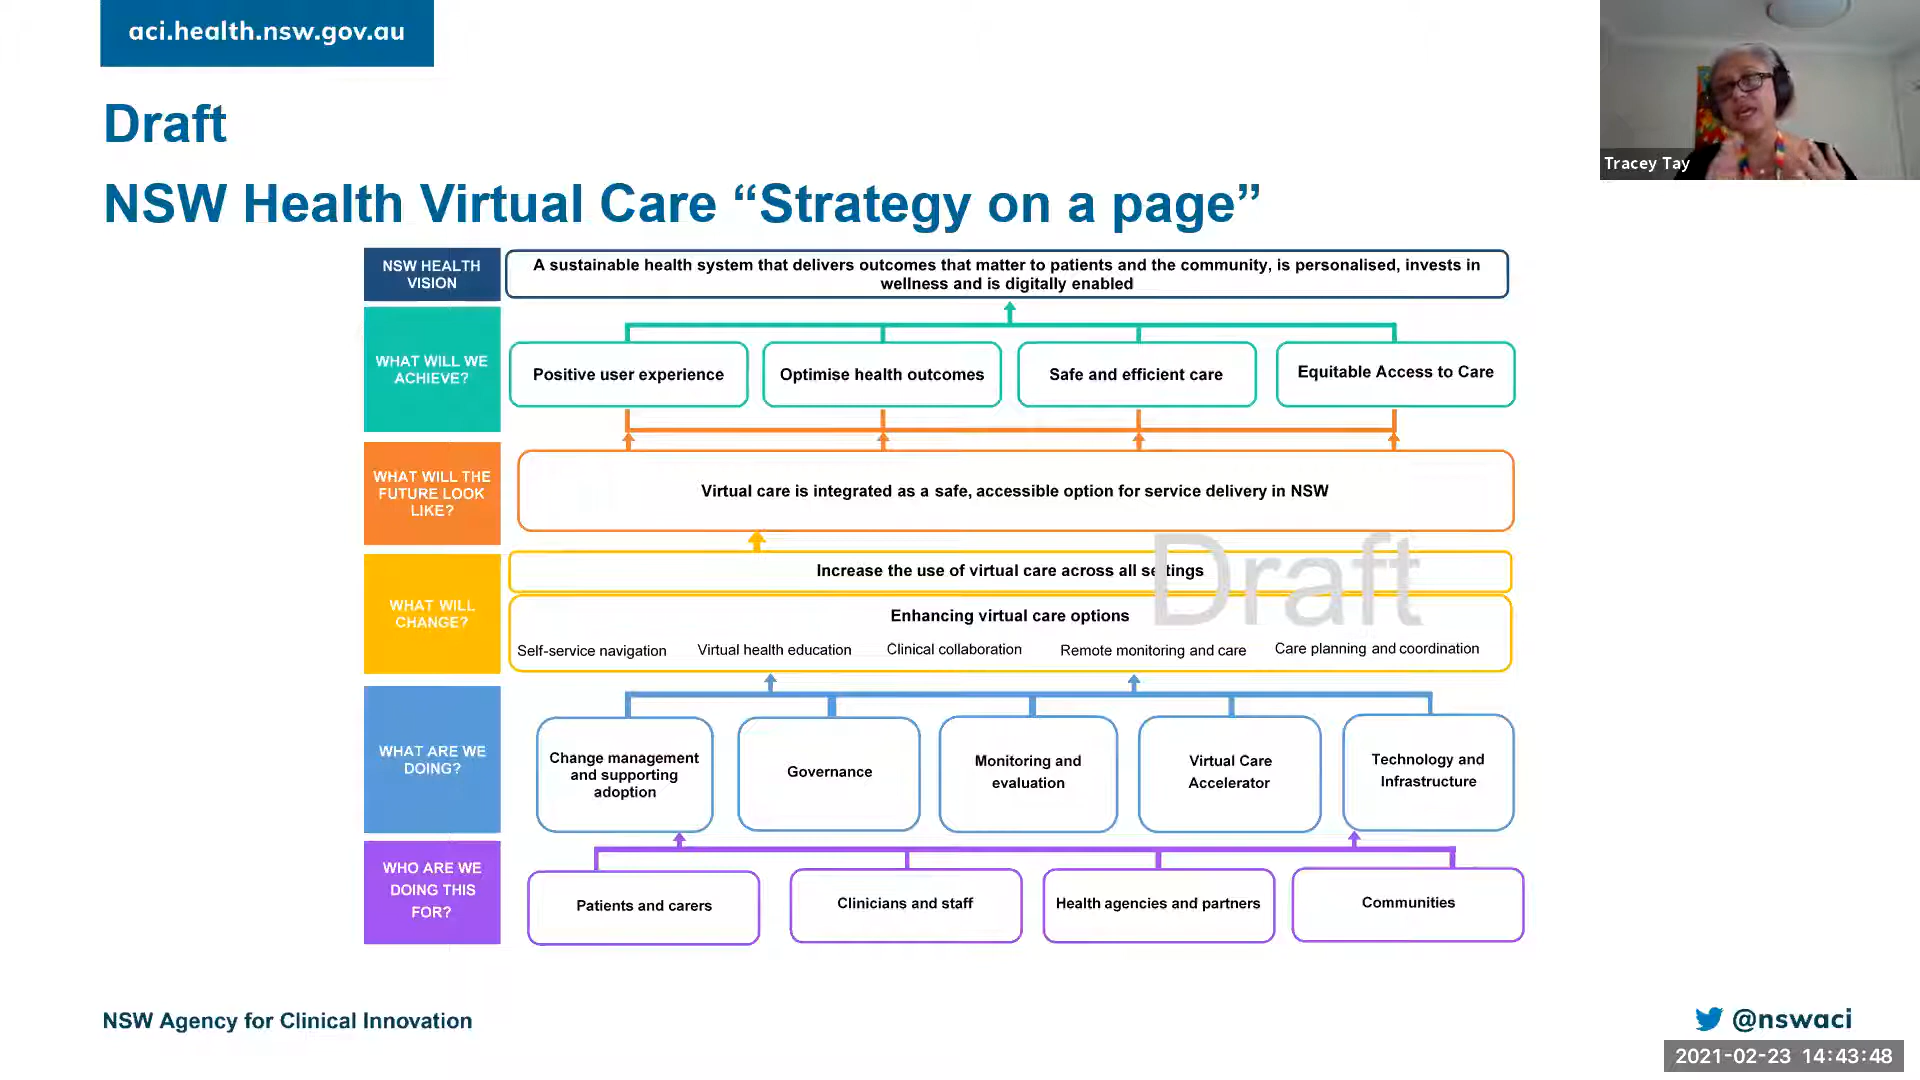 aci.health.nsw.gov.au
Tracey Tay
Draft
NSW Health Virtual Care “Strategy on a page”
NSW HEALTH
VISION
A sustainable health system that delivers outcomes that matter to patients and the community, is personalised, invests in
wellness and is digitally enabled
WHAT WILL WE
ACHIEVE?
Positive user experience
Optimise health outcomes
Safe and efficient care
Equitable Access to Care
WHAT WILL THE
FUTURE LOOK
LIKE?
Virtual care is integrated as a safe, accessible option for service delivery in NSW
Draft
WHAT WILL
CHANGE?
Increase the use of virtual care across all settings
Enhancing virtual care options
Self-service navigation
Virtual health education
Clinical collaboration
Remote monitoring and care
Care planning and coordination
WHAT ARE WE
DOING?
Change management
and supporting
adoption
Governance
Monitoring and
evaluation
Virtual Care
Accelerator
Technology and
Infrastructure
WHO ARE WE
DOING THIS
FOR?
Patients and carers
Clinicians and staff
Health agencies and partners
Communities
NSW Agency for Clinical Innovation
@nswaci
2021-02-23 14:43:48